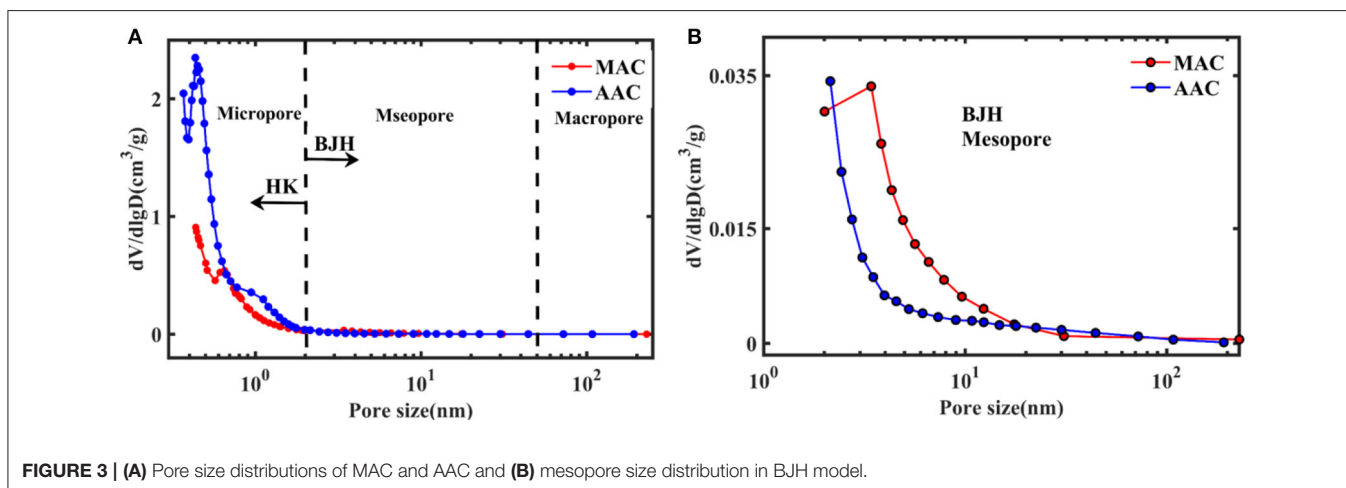 A
MAC
AAC
2
1
0
Micropore
Mseopore
Macropore
BJH
HK
dV/dlgD(cm³/g)
10⁰
10¹
10²
Pore size(nm)
B
MAC
AAC
0.035
0.015
0
BJH
Mesopore
dV/dlgD(cm³/g)
10⁰
10¹
10²
Pore size(nm)
FIGURE 3 | (A) Pore size distributions of MAC and AAC and (B) mesopore size distribution in BJH model.